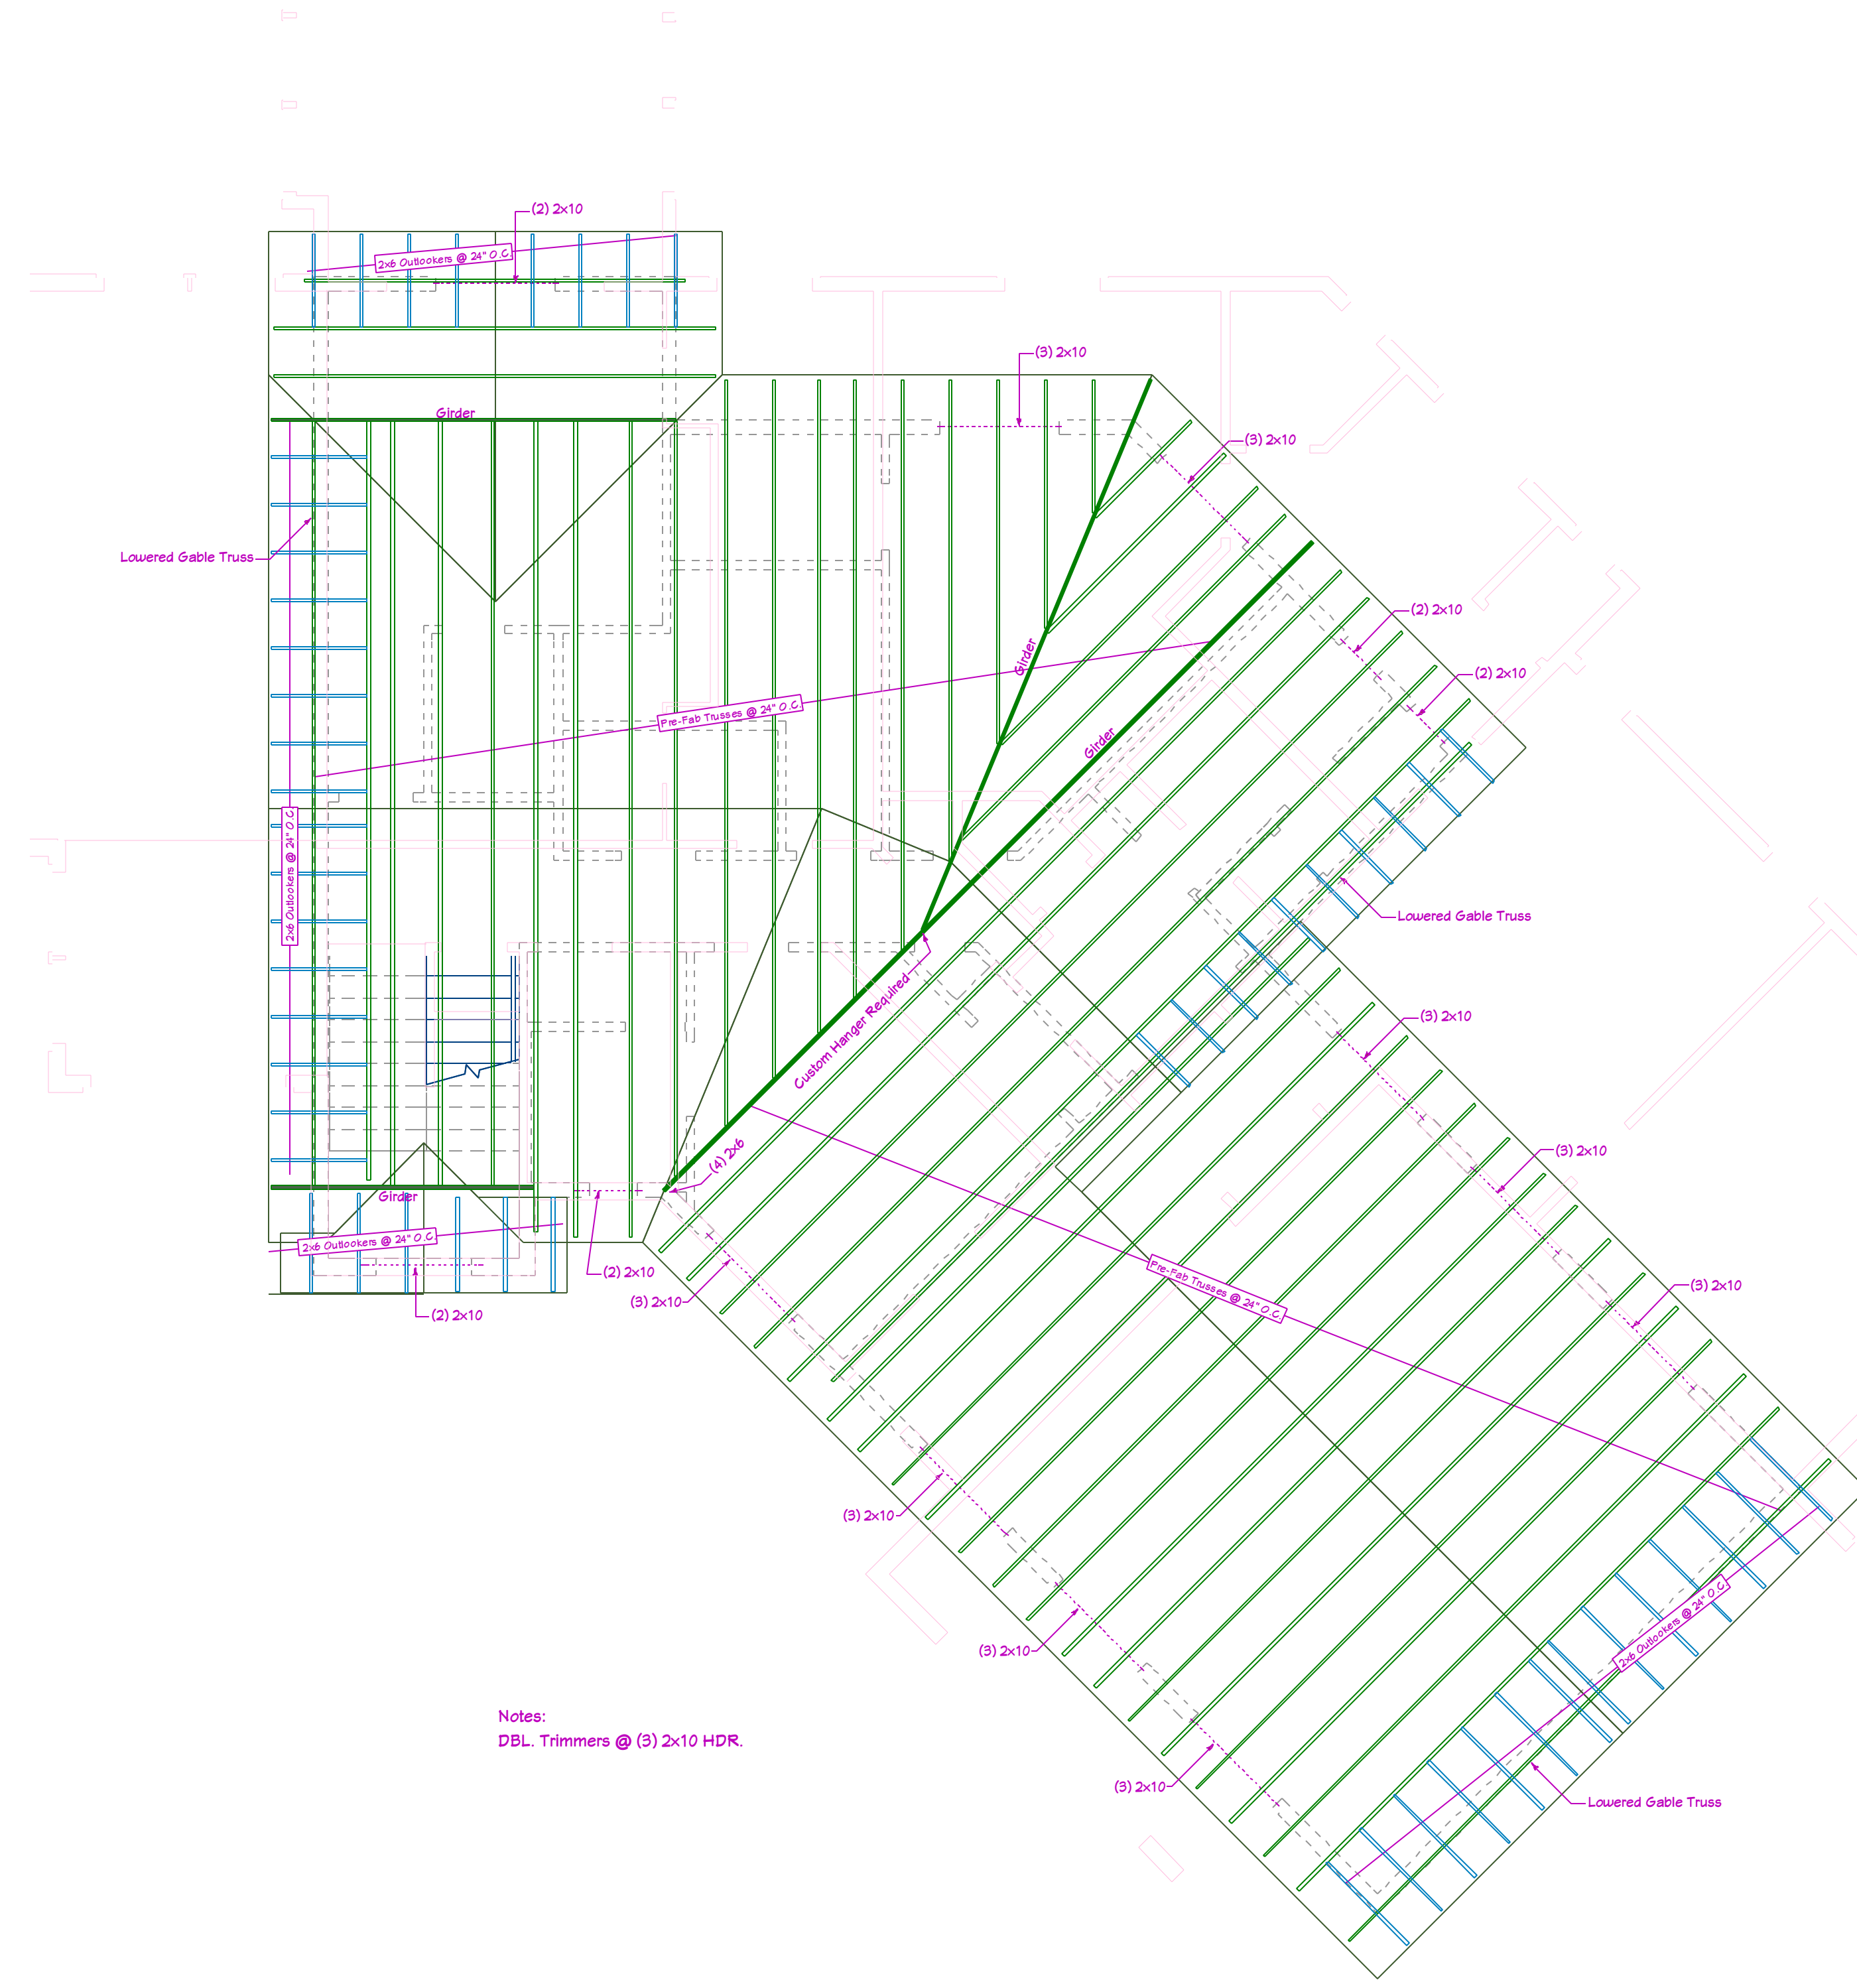 (2) 2x10
2x6 Outlookers @ 24" O.C.
(3) 2x10
Girder
(3) 2x10
Lowered Gable Truss
(2) 2x10
Girder
(2) 2x10
Pre-Fab Trusses @ 24" O.C.
Girder
2x6 Outlookers @ 24" O.C.
Lowered Gable Truss
(3) 2x10
Custom Hanger Required
(4) 2x6
(3) 2x10
Girder
2x6 Outlookers @ 24" O.C.
(2) 2x10
Pre-Fab Trusses @ 24" O.C.
(3) 2x10
(3) 2x10
(2) 2x10
(3) 2x10
2x6 Outlookers @ 24" O.C.
(3) 2x10
Notes:
DBL. Trimmers @ (3) 2x10 HDR.
(3) 2x10
Lowered Gable Truss